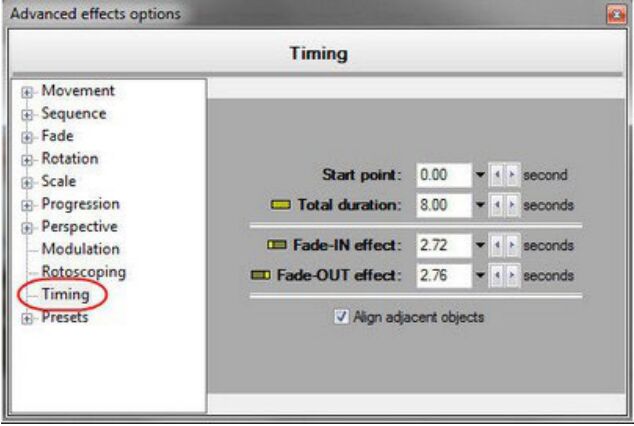 Advanced effects options
Timing
Movement
Sequence
Fade
Rotation
Scale
Progression
Perspective
Modulation
Rotoscoping
Timing
Presets
Start point: 0.00 second
Total duration: 8.00 seconds
Fade-IN effect: 2.72 seconds
Fade-OUT effect: 2.76 seconds
Align adjacent objects